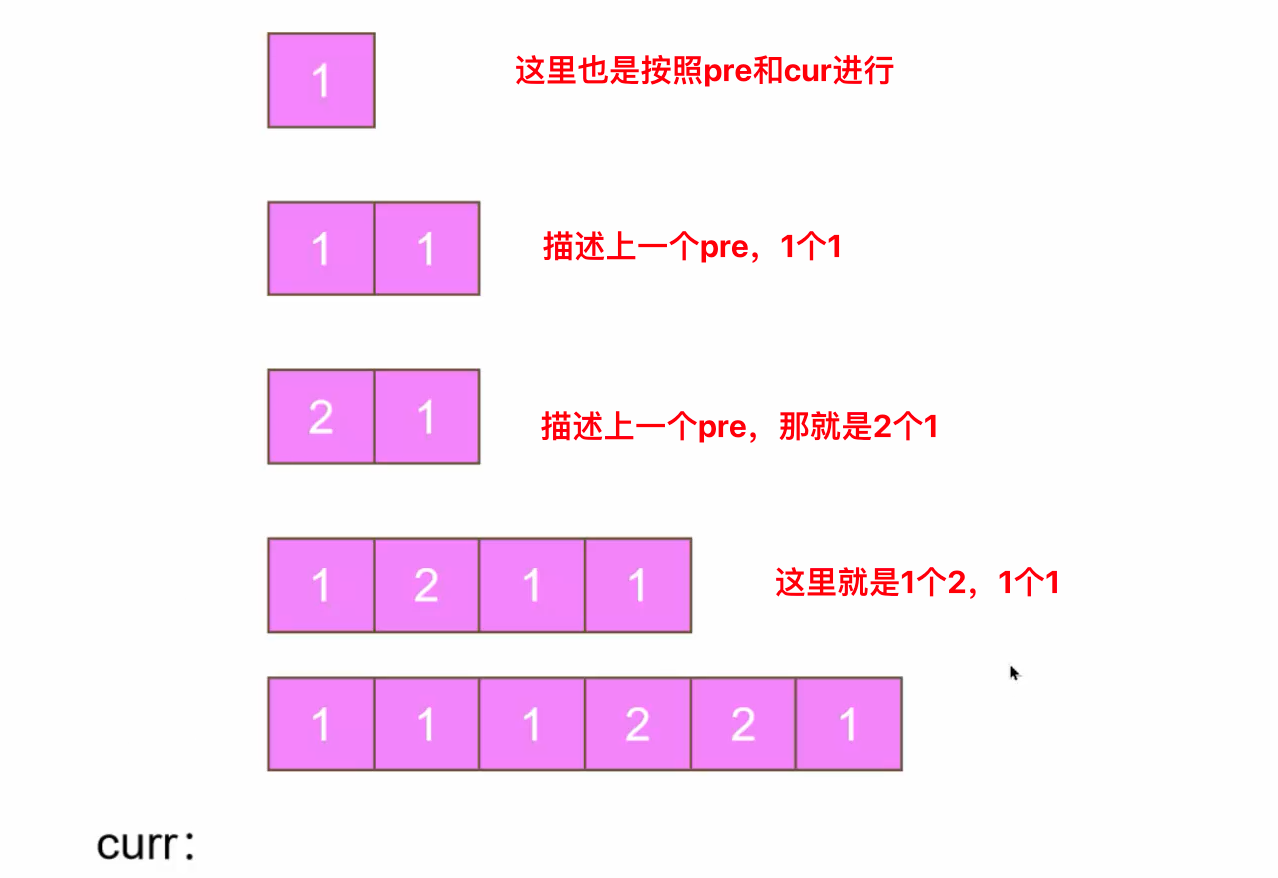 1 这里也是按照pre和cur进行
1 1 描述上一个pre，1个1
2 1 描述上一个pre，那就是2个1
1 2 1 1 这里就是1个2，1个1
1 1 1 2 2 1
curr：